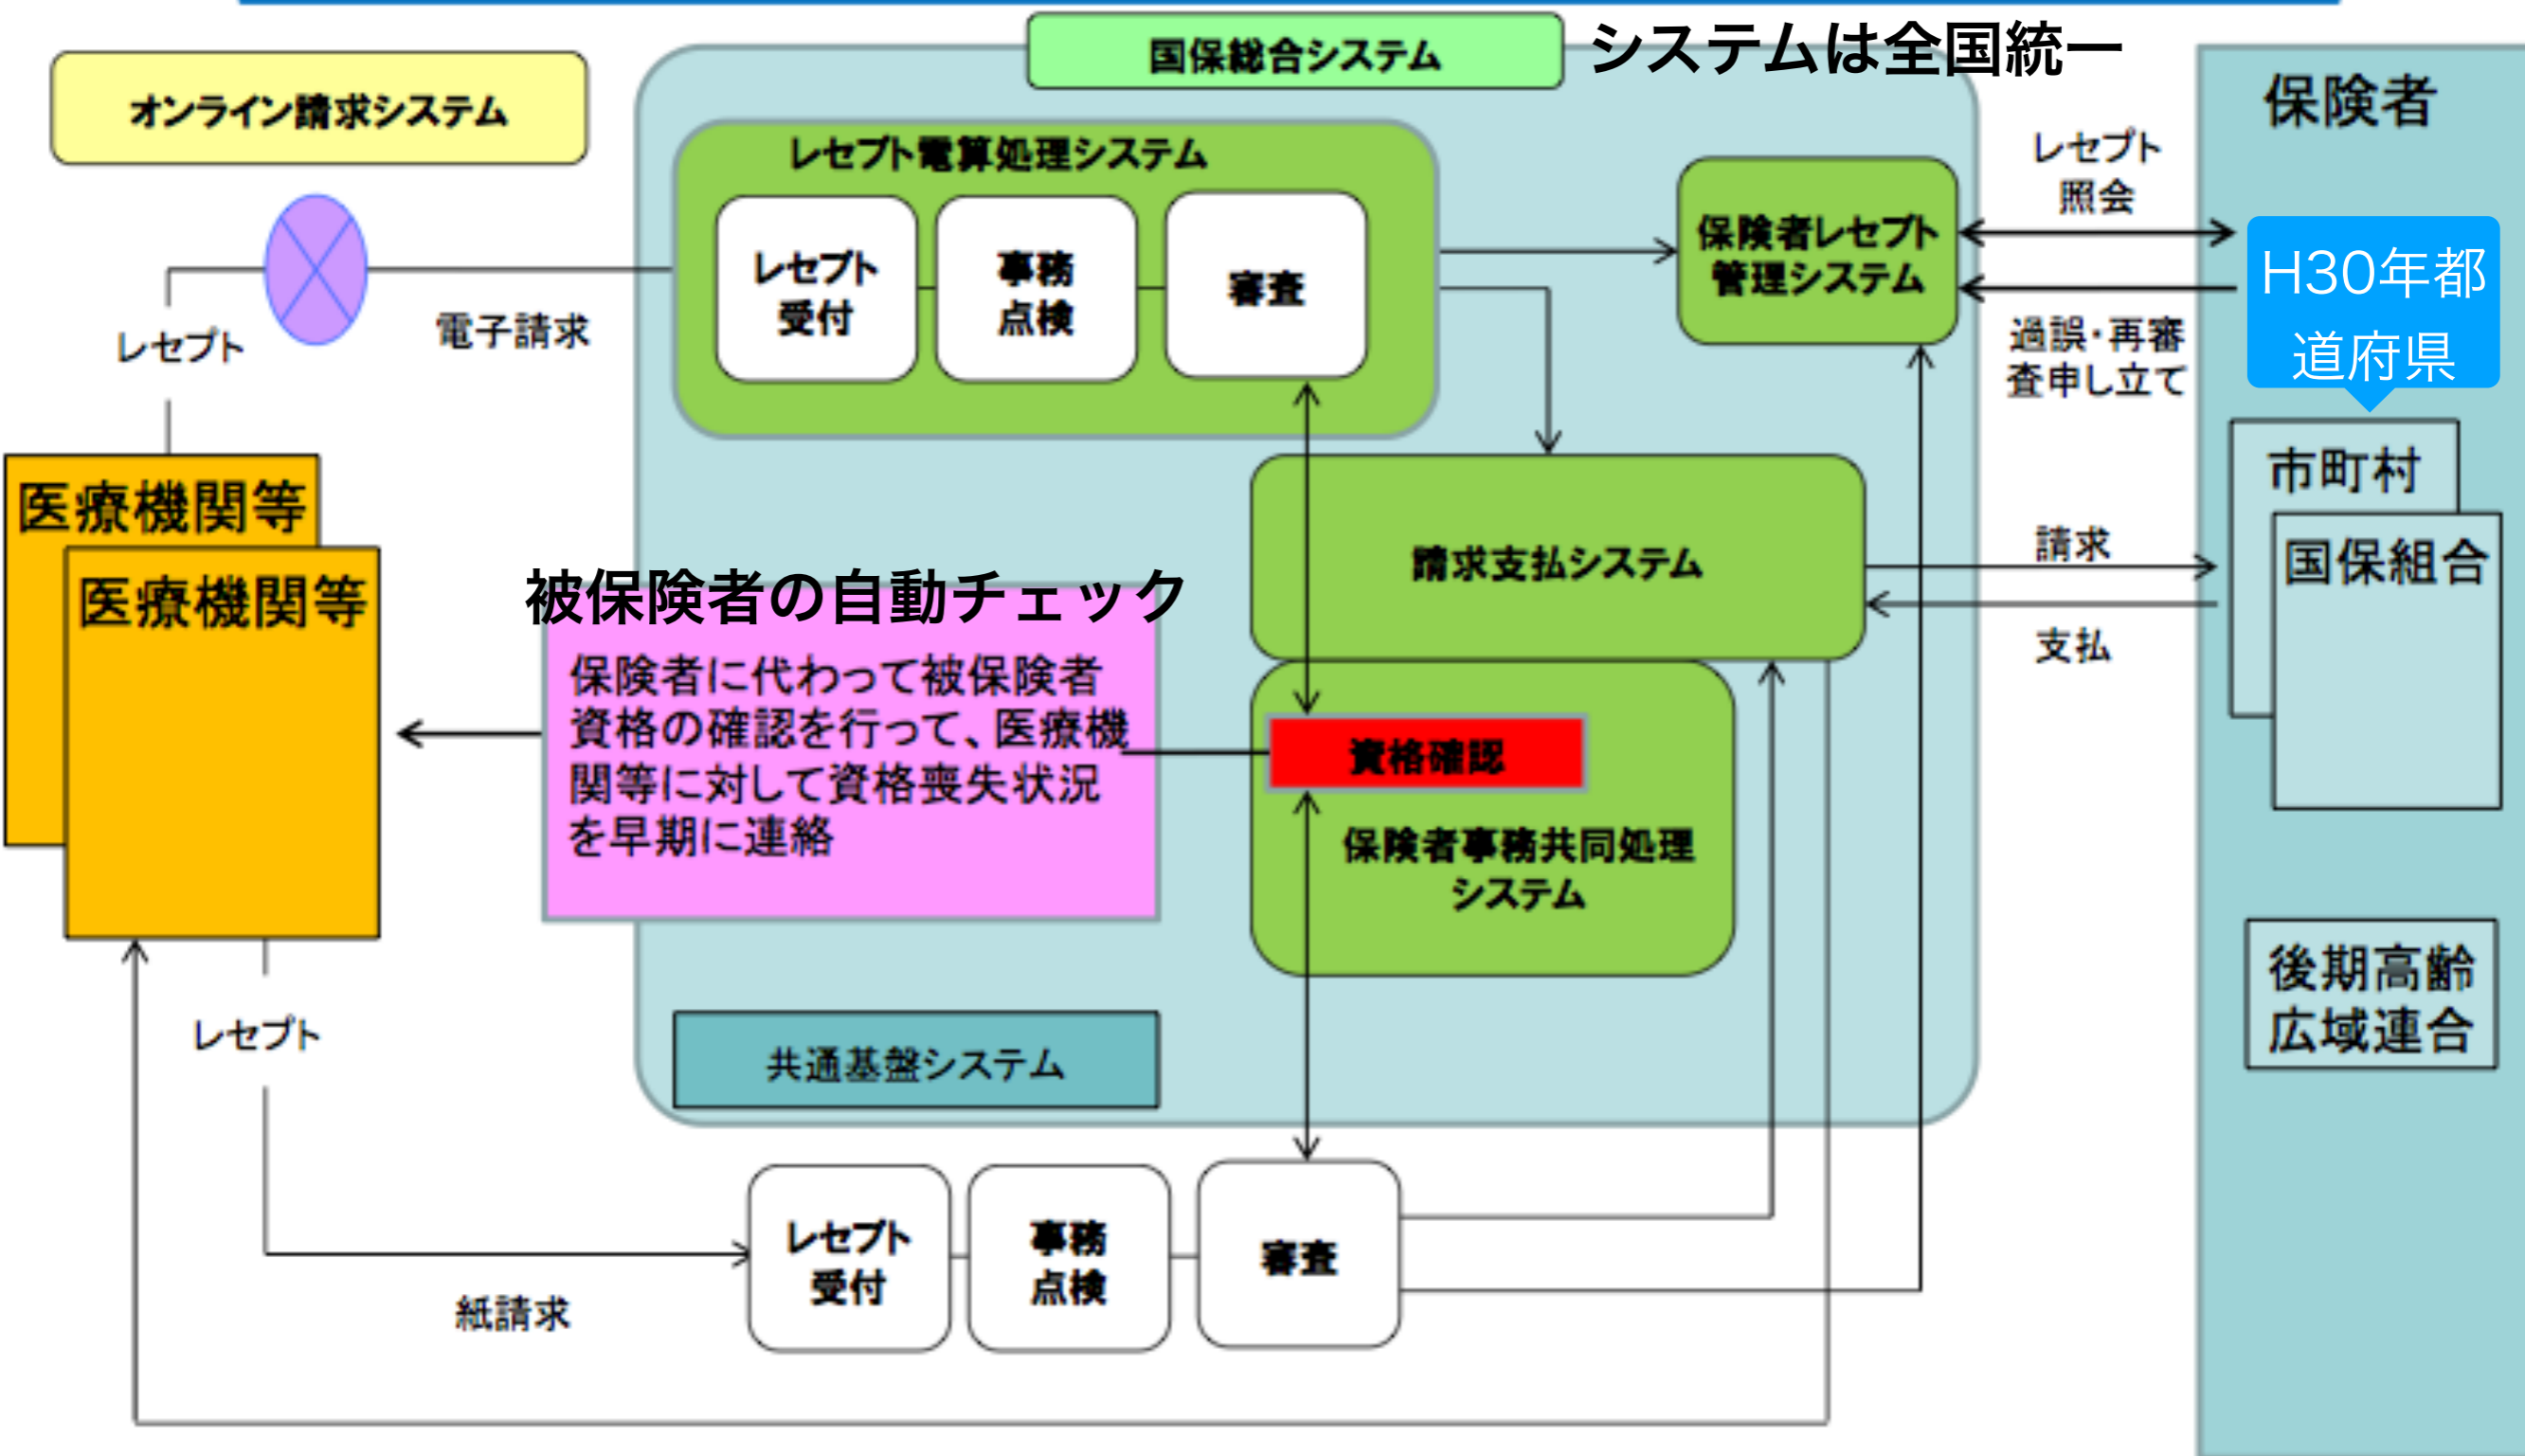 国保総合システム
システムは全国統一
オンライン請求システム
保険者
レセプト電算処理システム
レセプト
受付
事務
点検
審査
保険者レセプト
管理システム
レセプト
照会
H30年都
道府県
過誤・再審
査申し立て
レセプト
電子請求
医療機関等
医療機関等
市町村
国保組合
請求支払システム
請求
支払
被保険者の自動チェック
保険者に代わって被保険者
資格の確認を行って、医療機
関等に対して資格喪失状況
を早期に連絡
資格確認
保険者事務共同処理
システム
後期高齢
広域連合
レセプト
共通基盤システム
レセプト
受付
事務
点検
審査
紙請求